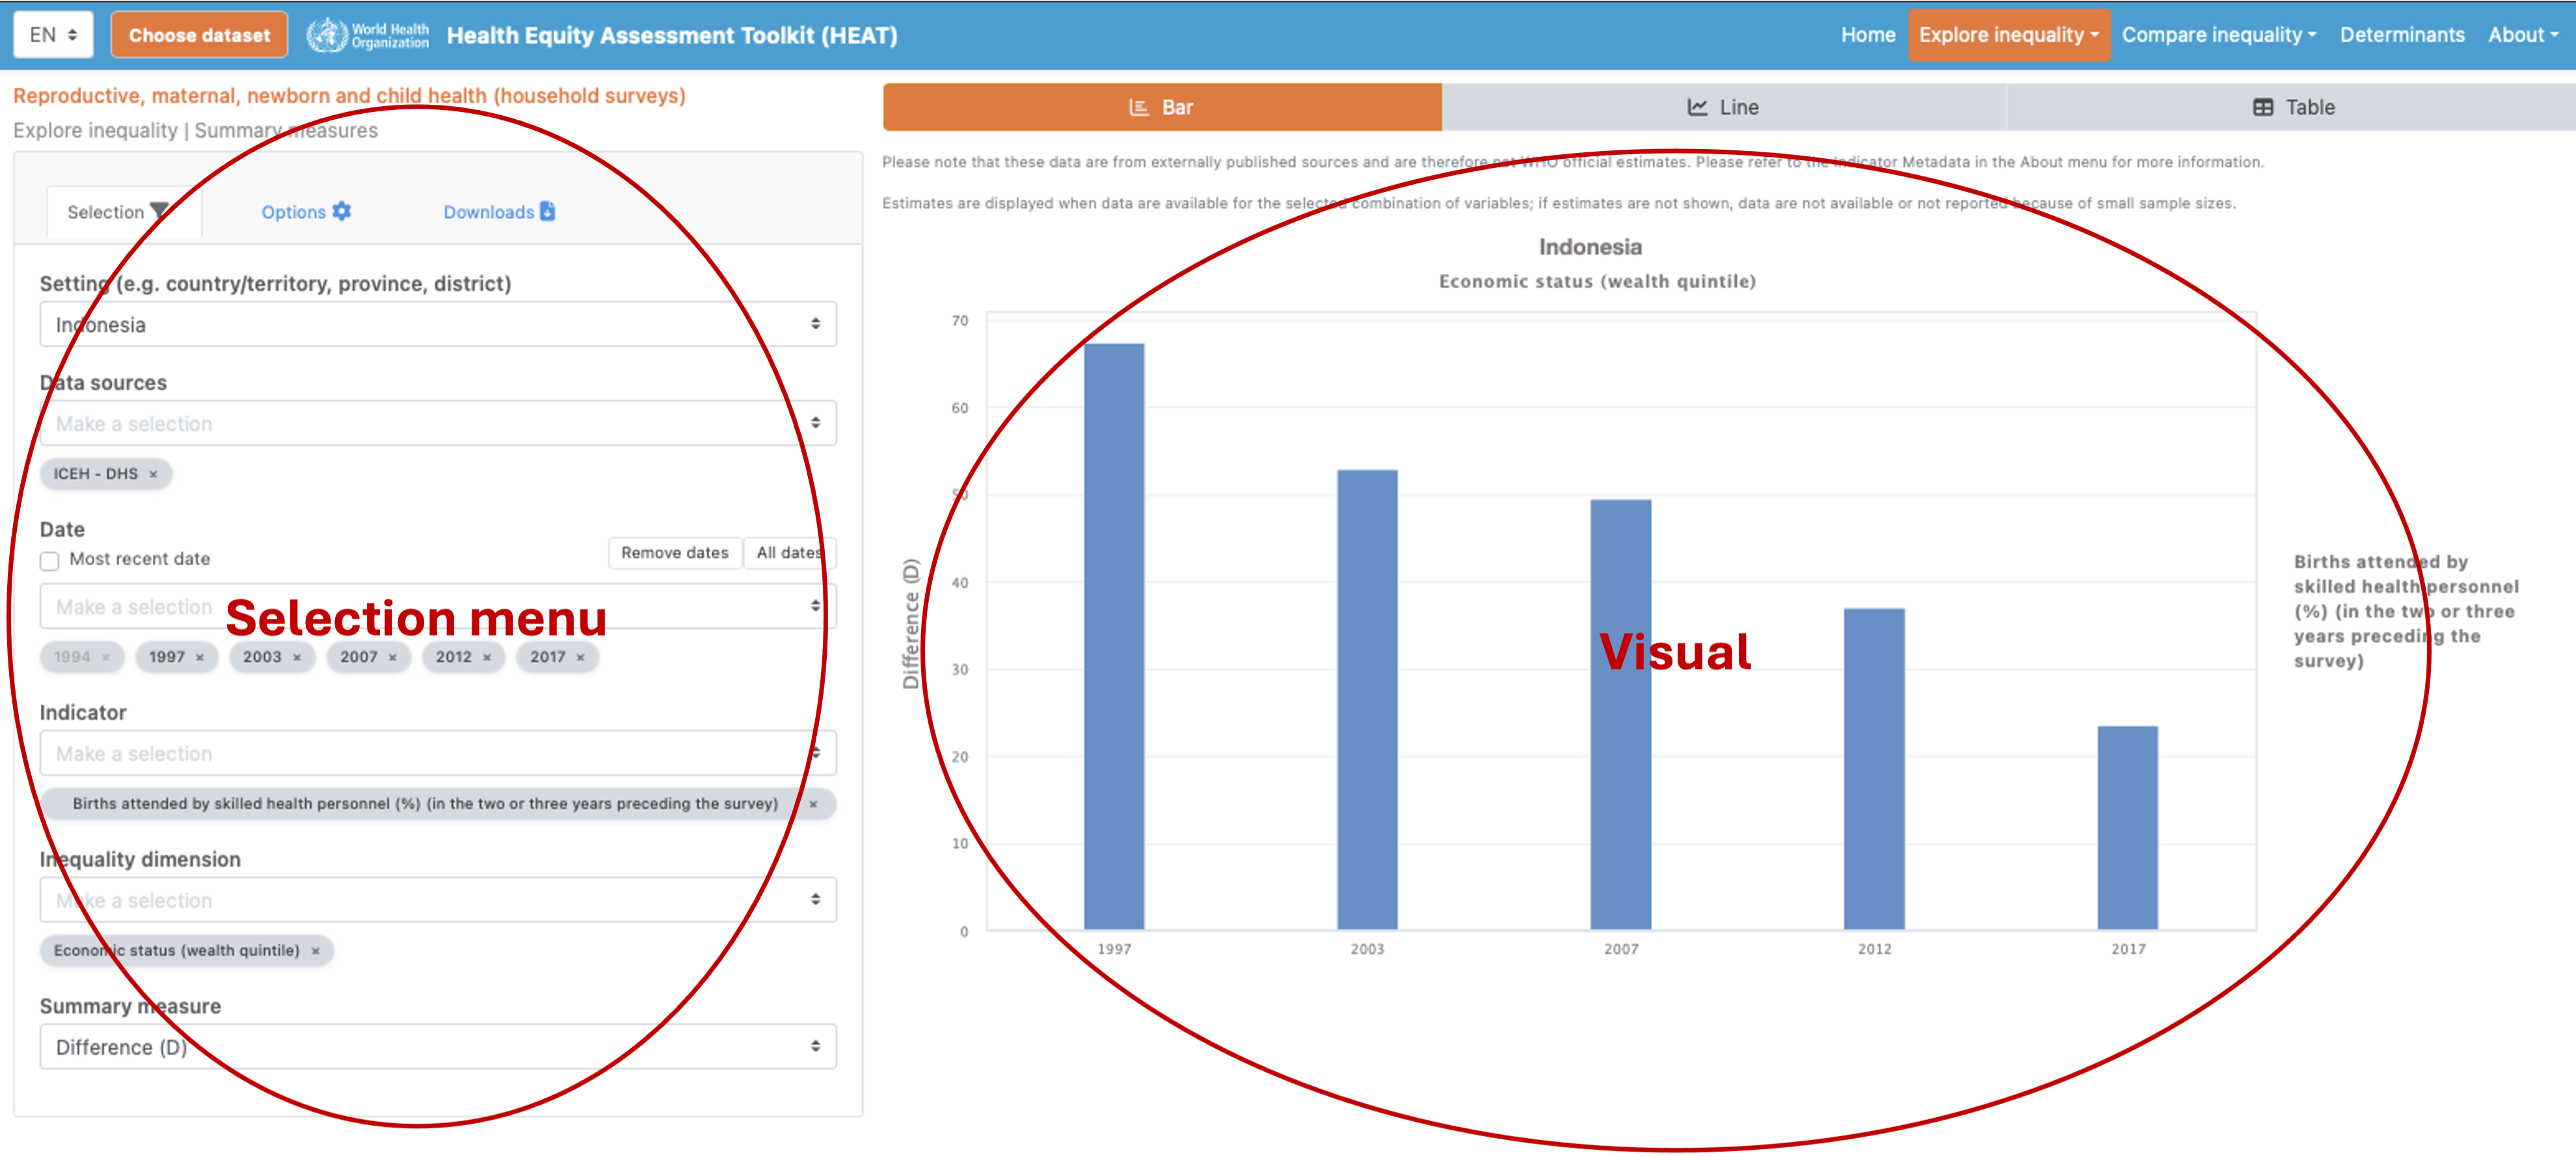 EN
Choose dataset
World Health
Organization
Health Equity Assessment Toolkit (HEAT)
Home
Explore inequality
Compare inequality
Determinants
About
Reproductive, maternal, newborn and child health (household surveys)
Explore inequality | Summary measures
Selection
Options
Downloads
Setting (e.g. country/territory, province, district)
Indonesia
Data sources
Make a selection
ICEH - DHS ×
Date
Most recent date
Remove dates
All dates
Make a selection
Selection menu
1994 × 1997 × 2003 × 2007 × 2012 × 2017 ×
Indicator
Make a selection
Births attended by skilled health personnel (%) (in the two or three years preceding the survey) ×
Inequality dimension
Make a selection
Economic status (wealth quintile) ×
Summary measure
Difference (D)
Bar
Line
Table
Please note that these data are from externally published sources and are therefore not WHO official estimates. Please refer to the Indicator Metadata in the About menu for more information.
Estimates are displayed when data are available for the selected combination of variables; if estimates are not shown, data are not available or not reported because of small sample sizes.
Indonesia
Economic status (wealth quintile)
Difference (D)
70
60
50
40
30
20
10
0
Visual
1997 2003 2007 2012 2017
Births attended by
skilled health personnel
(%) (in the two or three
years preceding the
survey)